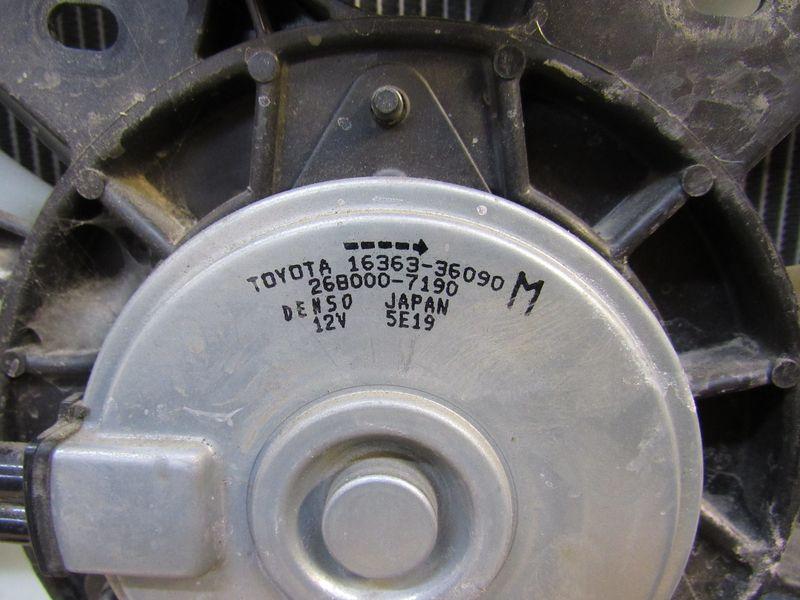 TOYOTA 16363-36090 M
268000-7190
DENSO JAPAN
12V 5E19